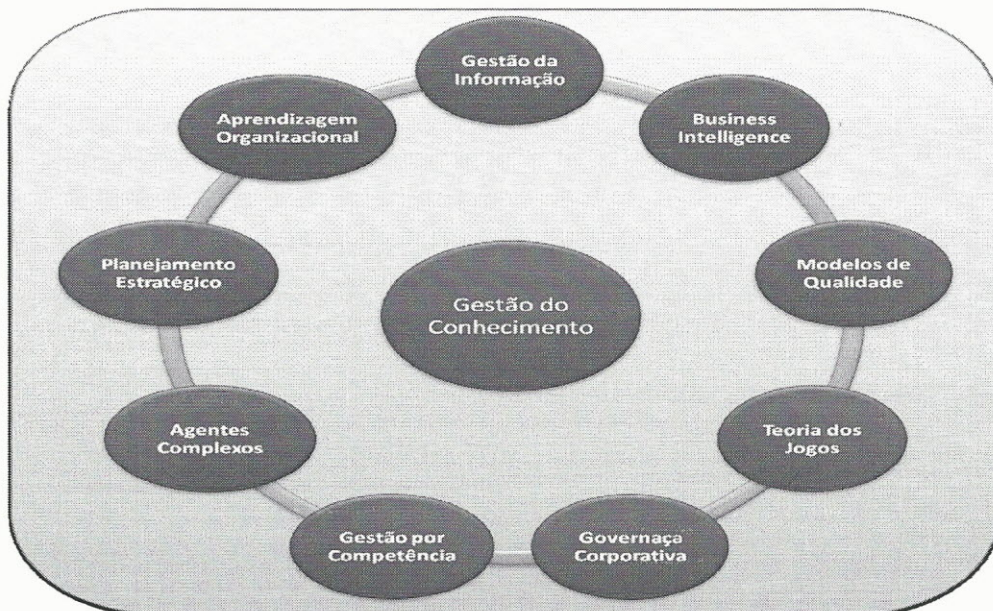 Gestão da
Informação
Business
Intelligence
Modelos de
Qualidade
Teoria dos
Jogos
Governaça
Corporativa
Gestão por
Competência
Agentes
Complexos
Planejamento
Estratégico
Aprendizagem
Organizacional
Gestão do
Conhecimento